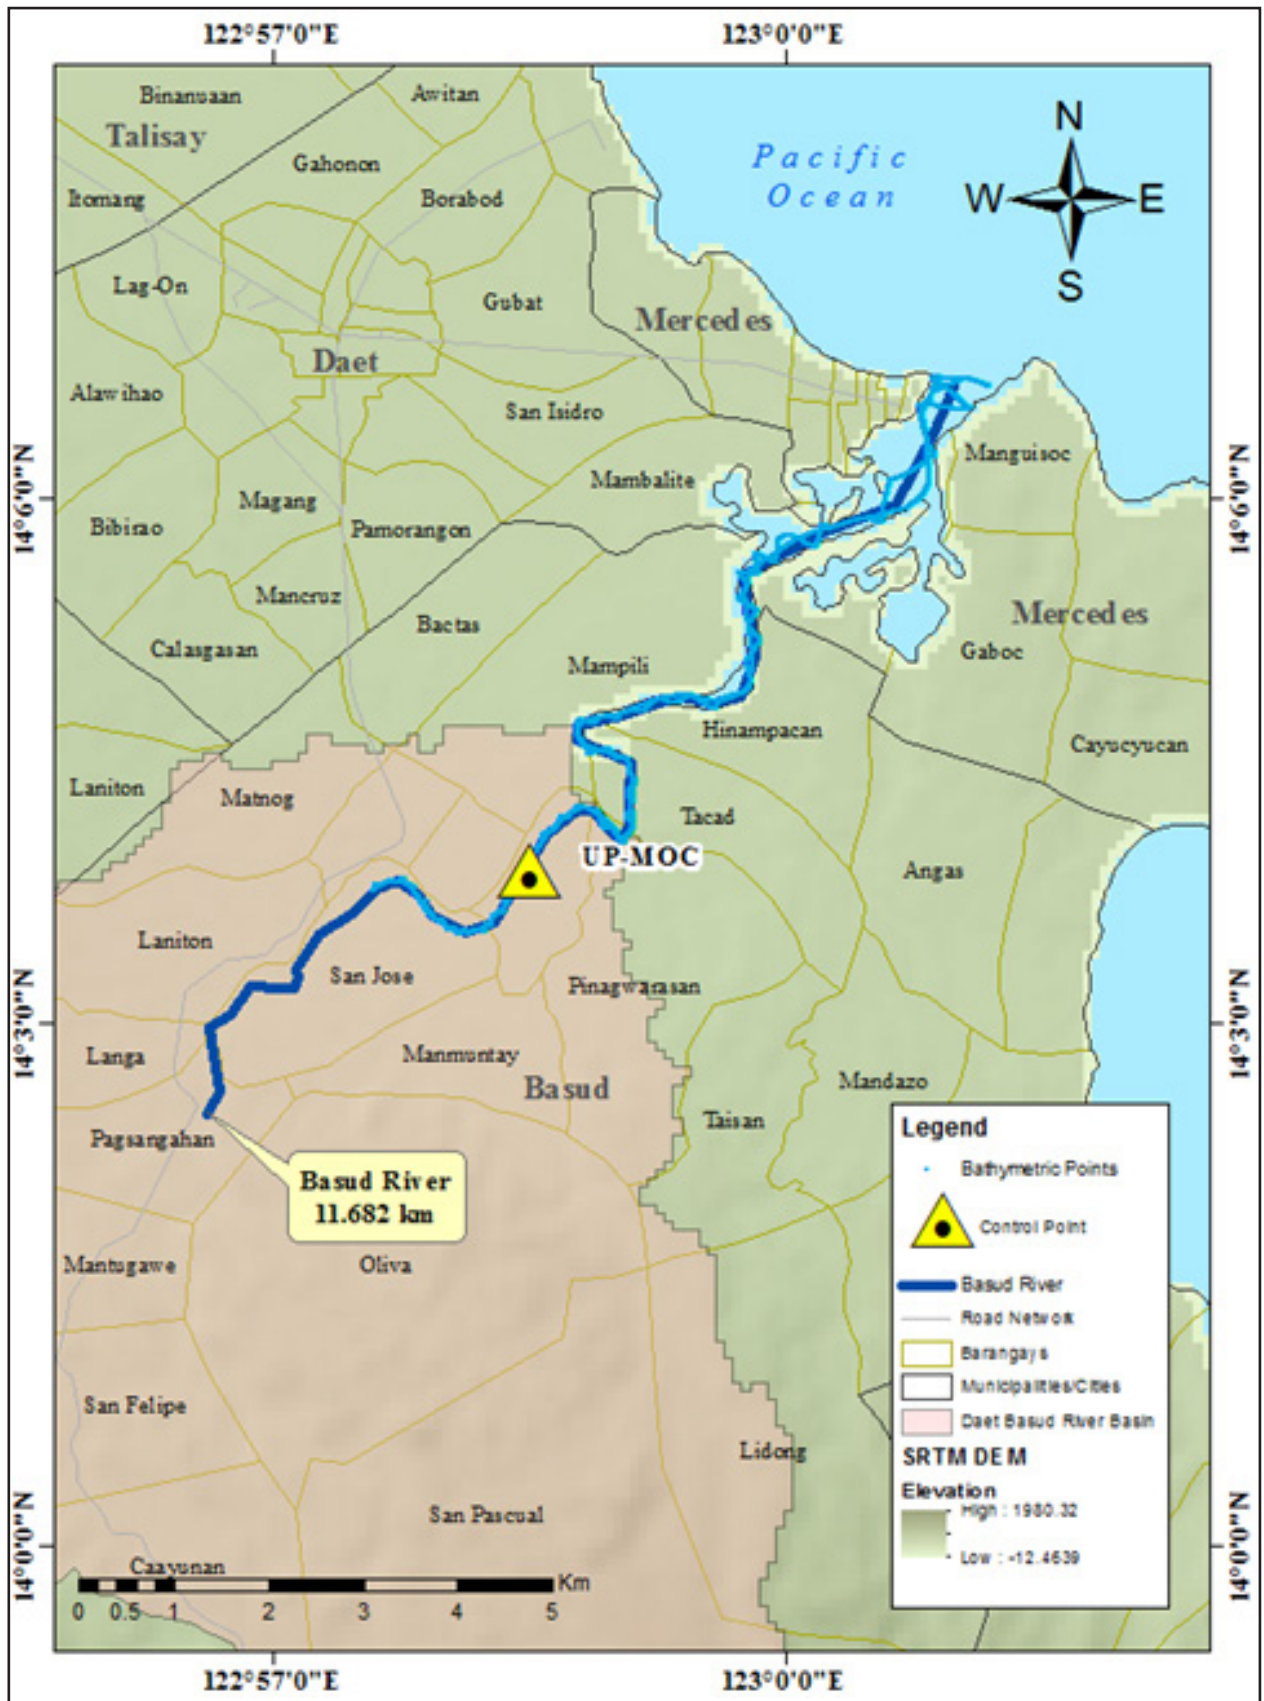 122°57'0"E
123°0'0"E
Binanuaan
Awitan
Talisay
Gahonon
Pacific
Ocean
N
W
E
S
Itomang
Borabod
Lag-On
Gubat
Mercedes
Daet
Alawihao
San Isidro
Manguisoc
Mambalite
14°6'0"N
14°6'0"N
Magang
Bibirao
Pamorangon
Mancruz
Bactas
Mercedes
Calasgasan
Gaboc
Mampili
Hinampacan
Cayucyucan
Laniton
Matnog
Tacad
UP-MOC
Angas
Laniton
San Jose
Pinagwarasan
14°3'0"N
14°3'0"N
Langa
Manmuntay
Basud
Mandazo
Taisan
Pagsangahan
Basud River
11.682 km
Mantugawe
Oliva
San Felipe
Lidong
San Pascual
Caayunan
14°0'0"N
14°0'0"N
Km
0 0.5 1 2 3 4 5
Legend
Bathymetric Points
Control Point
Basud River
Road Network
Barangays
Municipalities/Cities
Daet Basud River Basin
SRTM DEM
Elevation
High : 1980.32
Low : -12.4639
122°57'0"E
123°0'0"E